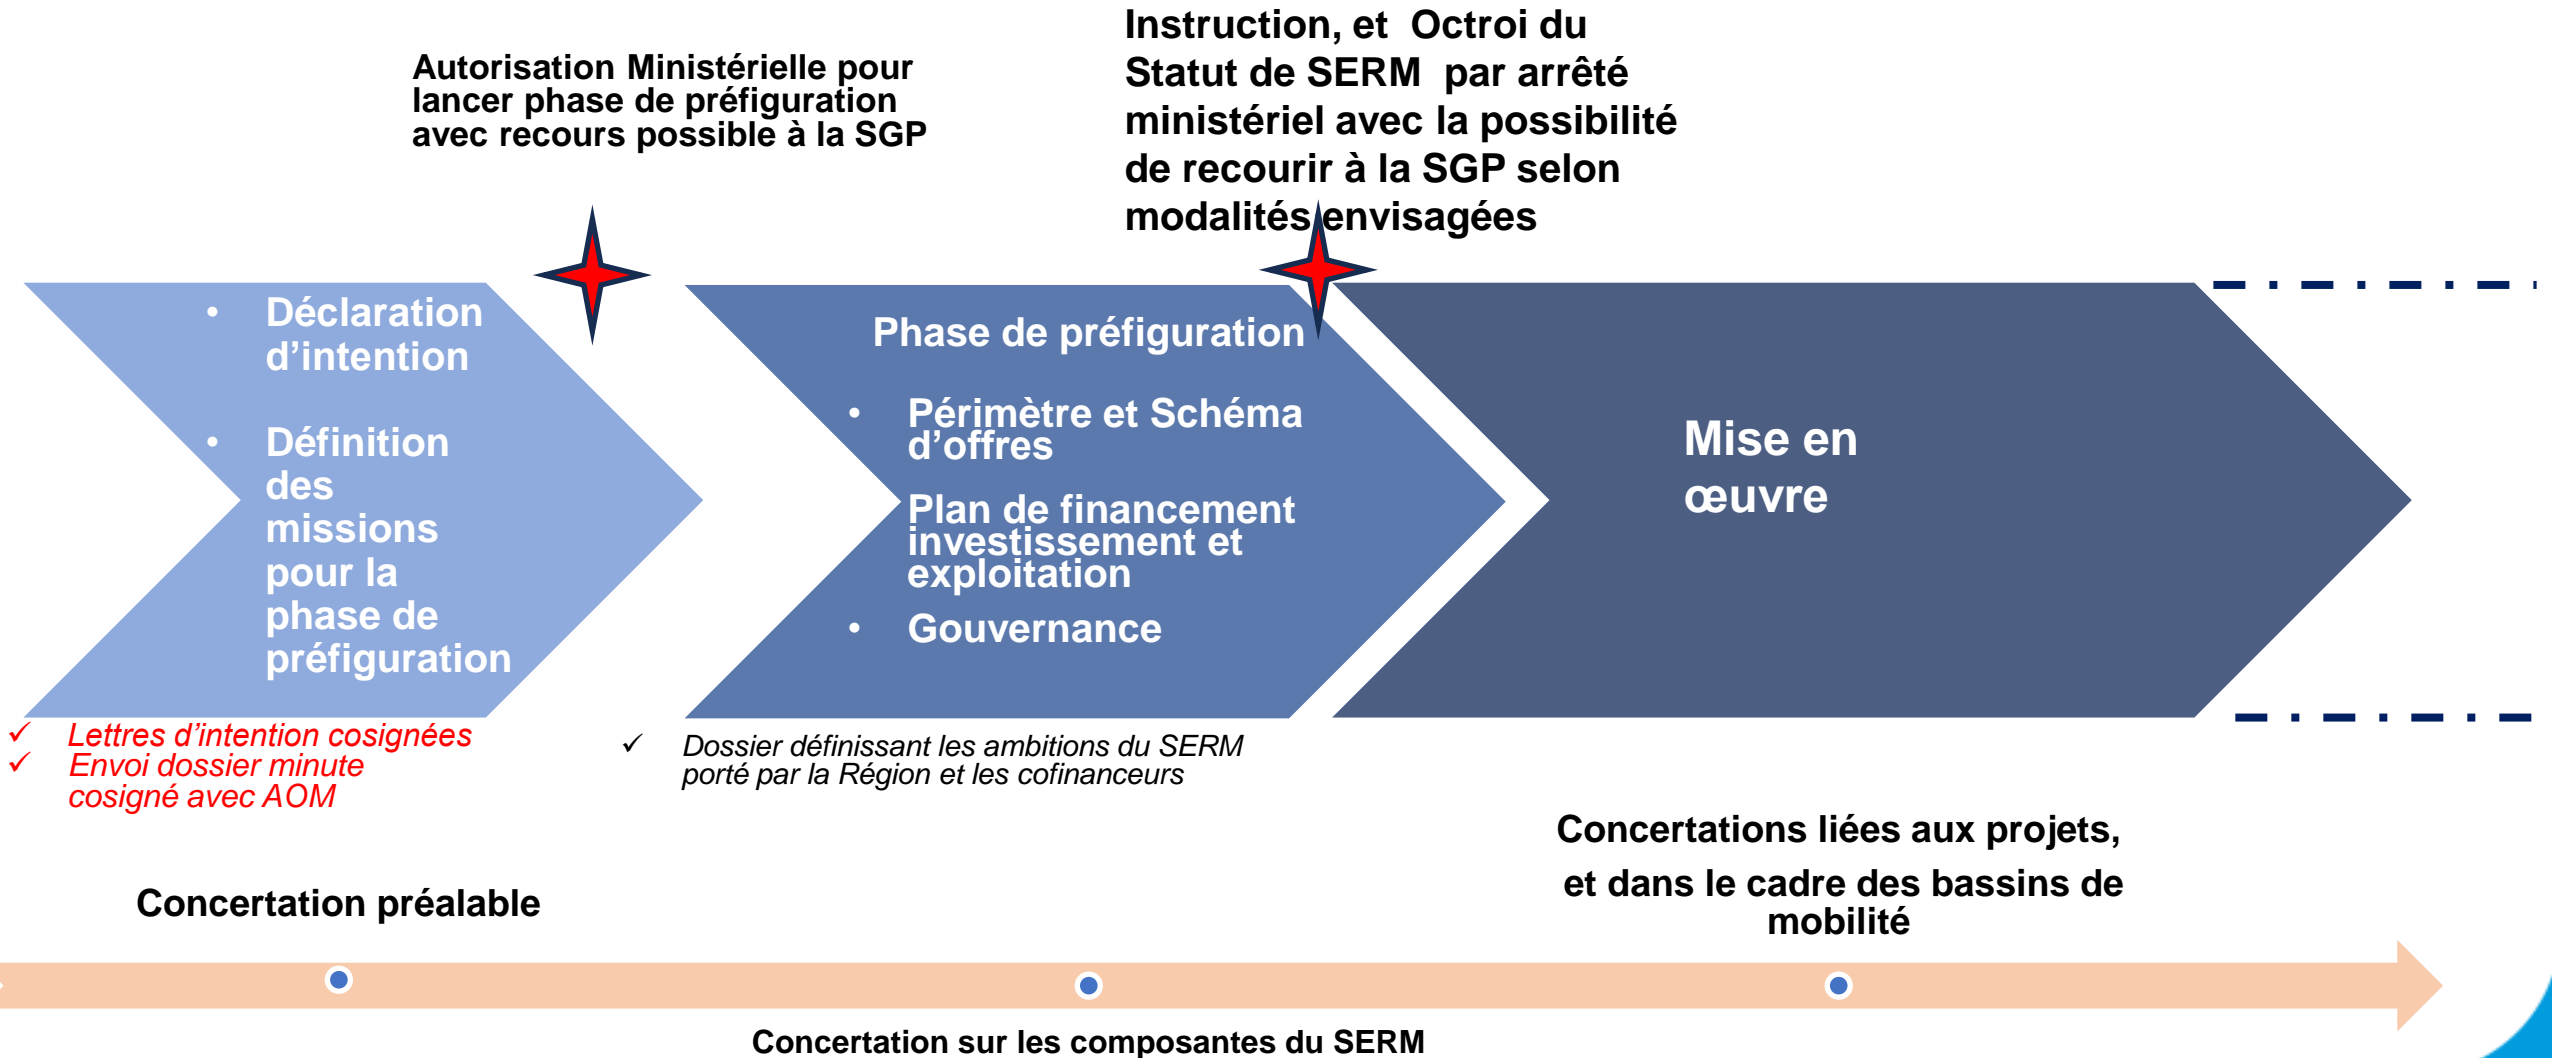 Autorisation Ministérielle pour
lancer phase de préfiguration
avec recours possible à la SGP
Instruction, et Octroi du
Statut de SERM par arrêté
ministériel avec la possibilité
de recourir à la SGP selon
modalités envisagées
• Déclaration
d’intention
• Définition
des
missions
pour la
phase de
préfiguration
Phase de préfiguration
• Périmètre et Schéma
d’offres
Plan de financement
investissement et
exploitation
• Gouvernance
Mise en
œuvre
✓ Lettres d’intention cosignées
✓ Envoi dossier minute
cosigné avec AOM
✓ Dossier définissant les ambitions du SERM
porté par la Région et les cofinanceurs
Concertation préalable
Concertations liées aux projets,
et dans le cadre des bassins de
mobilité
Concertation sur les composantes du SERM